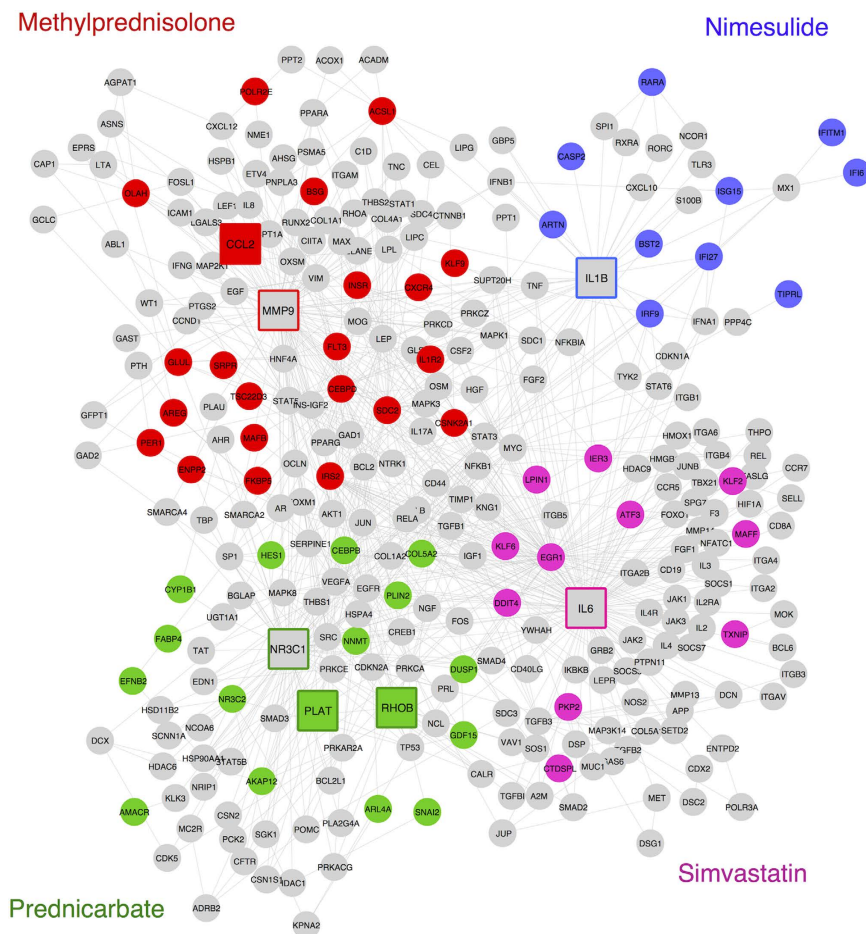 Methylprednisolone
Nimesulide
PPT2 ACOX1 ACADM
AGPAT1 POLR2E RARA
ASNS CXCL12 NME1 PPARA ACSL1
SPI1 NCOR1 IFITM1
EPRS HSPB1 AHSG PSMA5 C1D LIPG GBP5 CASP2 RXRA RORC
CAP1 LTA ETV4 PNPLA3 ITGAM TNC CEL TLR3 IFI6
OLAH FOSL1 BSG IFNB1 CXCL10 ISG15 MX1
GCLC ICAM1 LEF1 IL8 THBS2 STAT1 S100B
LGALS3 RUNX2 COL1A1 RHOA COL4A1 SDC4 CTNNB1 PPT1 ARTN
ABL1 CCL2 CIITA MAX LIPC BST2
IFNG MAP2K1 OXSM LPL KLF9 IFI27
VIM INSR CXCR4 SUPT20H TNF IL1B
WT1 PTGS2 EGF MMP9 TIPRL
CCND1 MOG PRKCD PRKCZ MAPK1 SDC1 NFKBIA IRF9 IFNA1 PPP4C
GAST FLT3 LEP CSF2
PTH GLUL SRPR HNF4A IL1R2 FGF2 TYK2 CDKN1A
TSC22D3 STAT5 INS-IGF2 CEBPD OSM HGF STAT6 ITGB1
GFPT1 AREG PLAU SDC2 MAPK3
PER1 AHR MAFB GAD1 IL17A CSNK2A1 STAT3 MYC HMOX1 ITGA6 THPO
GAD2 PPARG IER3 HMGB ITGB4 REL
ENPP2 FKBP5 OCLN BCL2 NTRK1 NFKB1 LPIN1 HDAC9 JUNB CCR7
IRS2 CD44 CCR5 TBX21 KLF2 SELL
SMARCA4 SMARCA2 AR AKT1 TIMP1 KNG1 ATF3 SPG7 HIF1A
TBP JUN RELA TGFB1 ITGB5 FOXO1 F3 CD8A
SP1 HES1 SERPINE1 CEBPB COL1A2 COL5A2 IGF1 KLF6 EGR1 NFATC1 MAFF
CYP1B1 BGLAP MAPK8 VEGFA EGFR PLIN2 ITGA2B CD19 FGF1 IL3 ITGA4
UGT1A1 THBS1 HSPA4 NGF DDIT4 IL6 SOCS1 ITGA2
FABP4 NR3C1 SRC NNMT CREB1 FOS YWHAH IL4R JAK1 IL2RA MOK
TAT JAK3 IL2 TXNIP
EFNB2 EDN1 PRKCE CDKN2A PRKCA DUSP1 SMAD4 CD40LG GRB2 JAK2 IL4 SOCS7 BCL6
HSD11B2 NR3C2 PLAT RHOB PRL IKBKB LEPR PTPN11 ITGB3
DCX SCNN1A NCOA6 SMAD3 NCL SDC3 TGFB3 PKP2 NOS2 MMP13 DCN ITGAV
HDAC6 HSP90AA1 STAT5B PRKAR2A TP53 GDF15 VAV1 SOS1 MAP3K14 APP SETD2
KLK3 NRIP1 AKAP12 BCL2L1 CALR DSP MUC1 ENTPD2
AMACR CSN2 ARL4A SNAI2 TGFBI A2M CTDSPL CDX2
MC2R PCK2 SGK1 POMC PLA2G4A SMAD2 MET DSC2 POLR3A
CDK5 CFTR CSN1S1 PRKACG JUP DSG1
ADRB2 KPNA2
Simvastatin
Prednicarbate